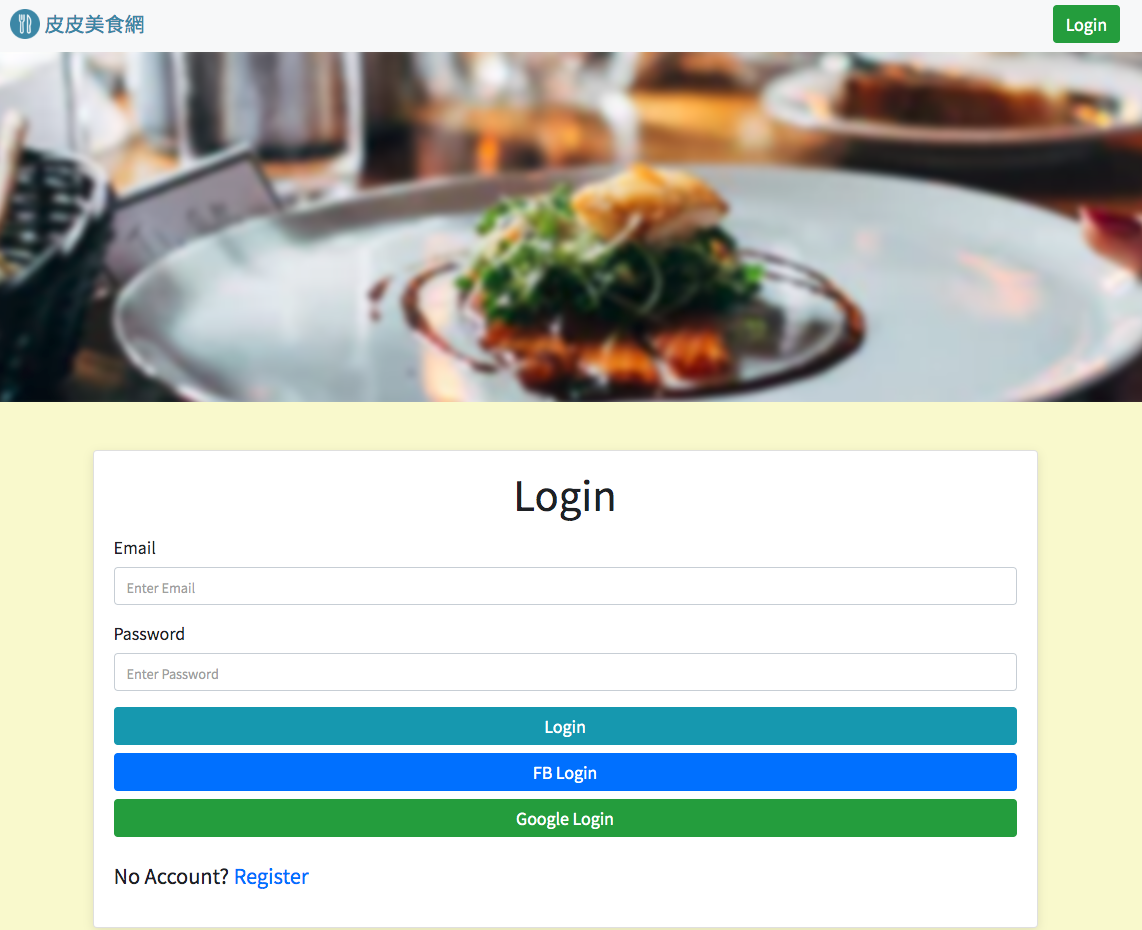 皮皮美食網
Login
Login
Email
Enter Email
Password
Enter Password
Login
FB Login
Google Login
No Account? Register